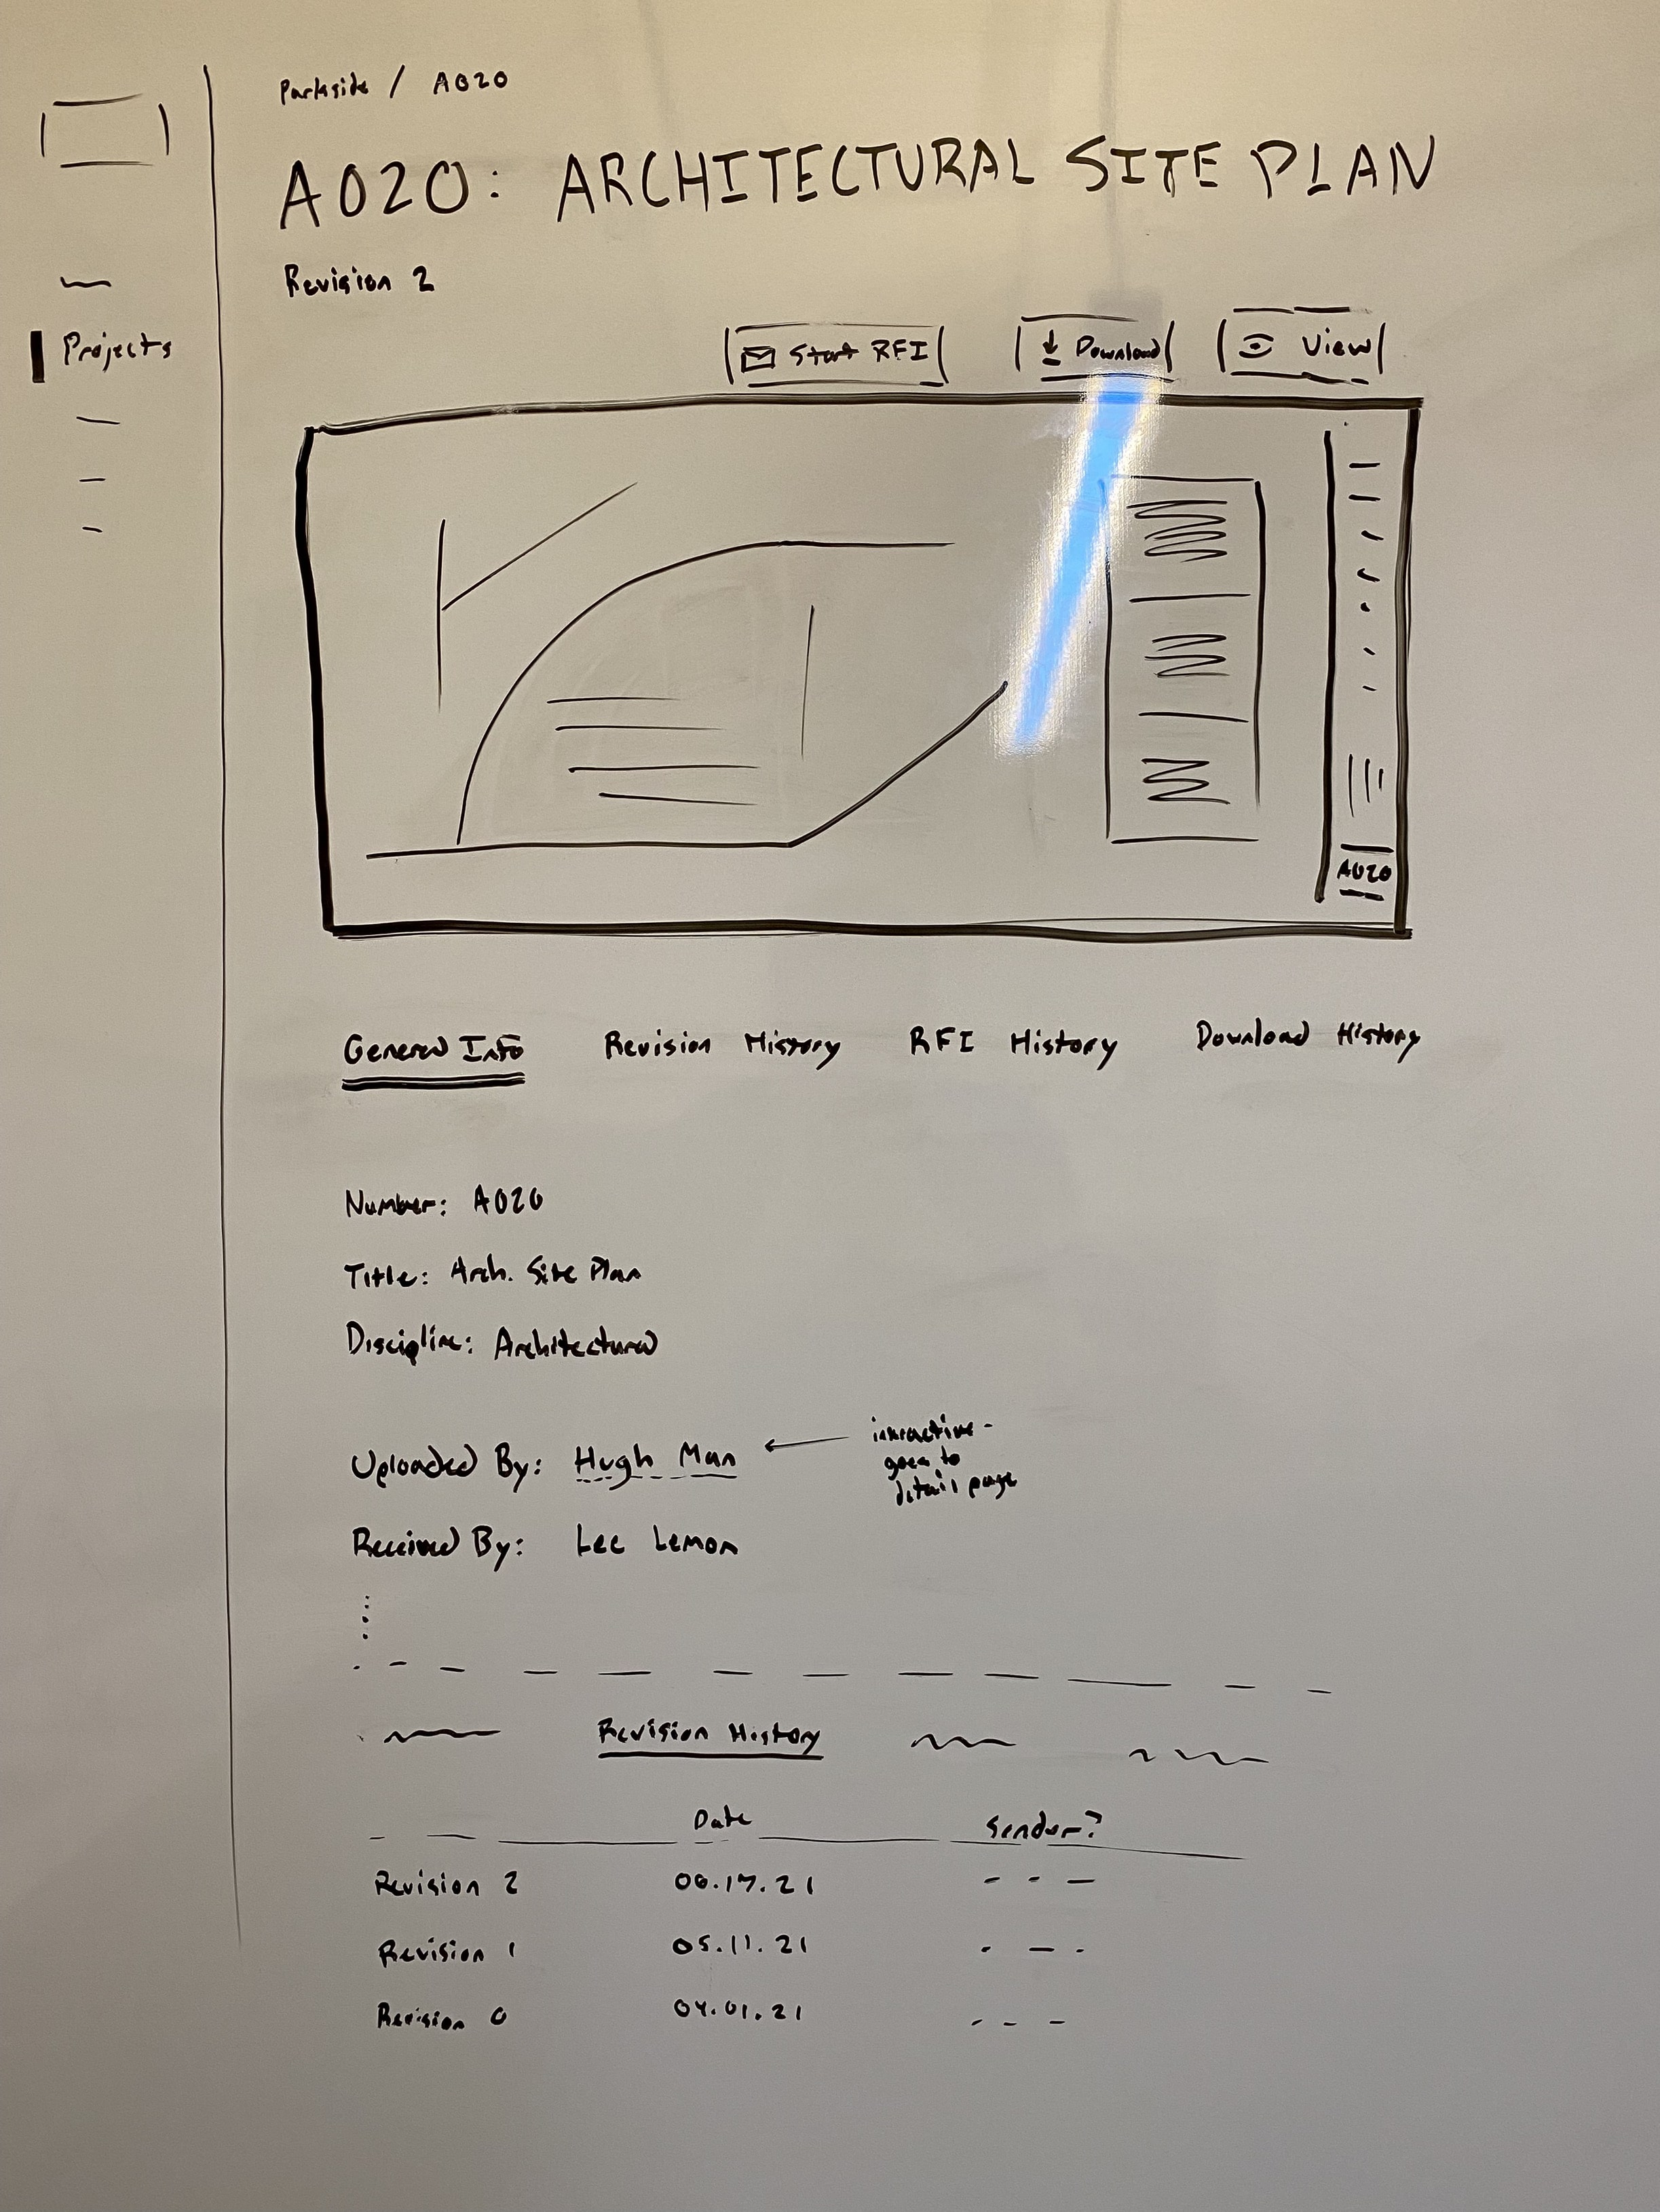 Parkside / A020
A020: ARCHITECTURAL SITE PLAN
Revision 2
Projects
Start RFI
Download
View
A020
General Info
Revision History
RFI History
Download History
Number: A020
Title: Arch. Site Plan
Discipline: Architectural
Uploaded By: Hugh Man
interactive -
goes to
detail page
Received By: Lee Lemon
Revision History
Date
Sender?
Revision 2
Revision 1 05.11.21
Revision 0 04.01.21